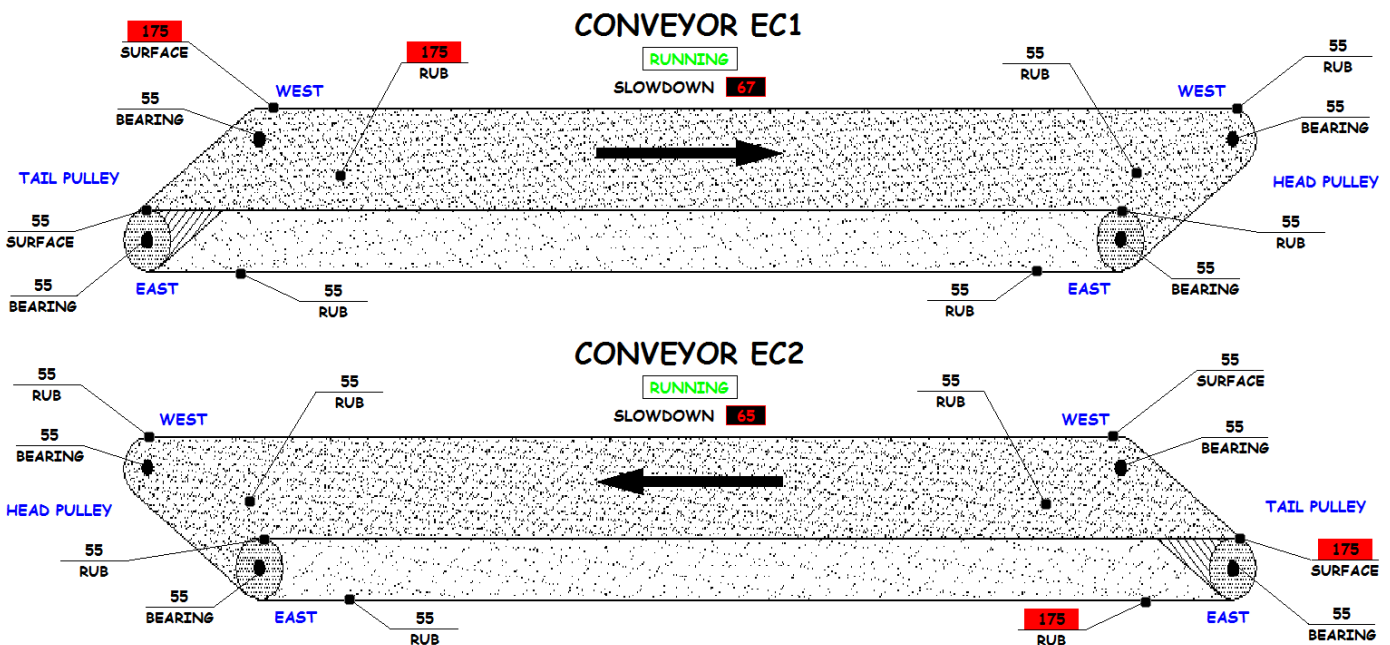 CONVEYOR EC1
RUNNING
SLOWDOWN 67
175
SURFACE
175
RUB
55
RUB
55
RUB
WEST
WEST
55
BEARING
55
BEARING
TAIL PULLEY
HEAD PULLEY
55
SURFACE
55
RUB
55
BEARING
EAST
55
RUB
55
RUB
EAST
55
BEARING
CONVEYOR EC2
RUNNING
SLOWDOWN 65
55
RUB
55
RUB
55
RUB
55
SURFACE
WEST
WEST
55
BEARING
55
BEARING
HEAD PULLEY
TAIL PULLEY
55
RUB
175
SURFACE
55
BEARING
EAST
55
RUB
175
RUB
EAST
55
BEARING